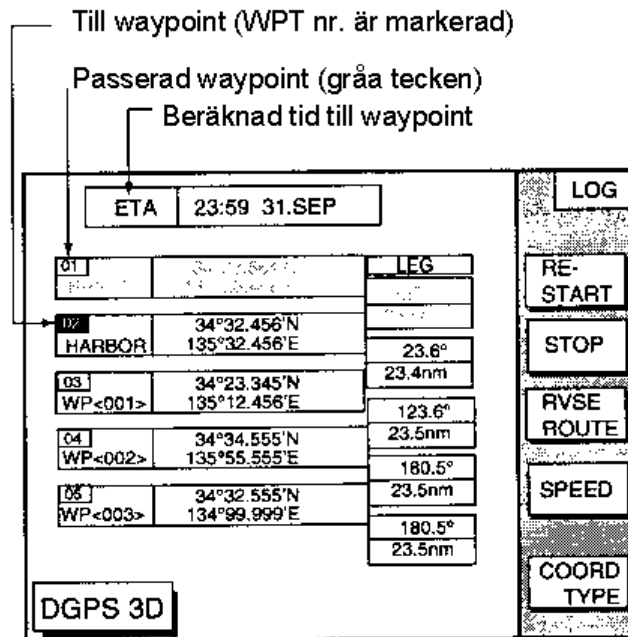 Till waypoint (WPT nr. är markerad)
Passerad waypoint (gråa tecken)
Beräknad tid till waypoint
LOG
ETA 23:59 31.SEP
01
LEG
RE-
START
02
HARBOR
34°32.456'N
135°32.456'E
23.6°
23.4nm
STOP
03
WP<001>
34°23.345'N
135°12.456'E
123.6°
23.5nm
RVSE
ROUTE
04
WP<002>
34°34.555'N
135°55.555'E
180.5°
23.5nm
SPEED
05
WP<003>
34°32.555'N
134°99.999'E
180.5°
23.5nm
COORD
TYPE
DGPS 3D